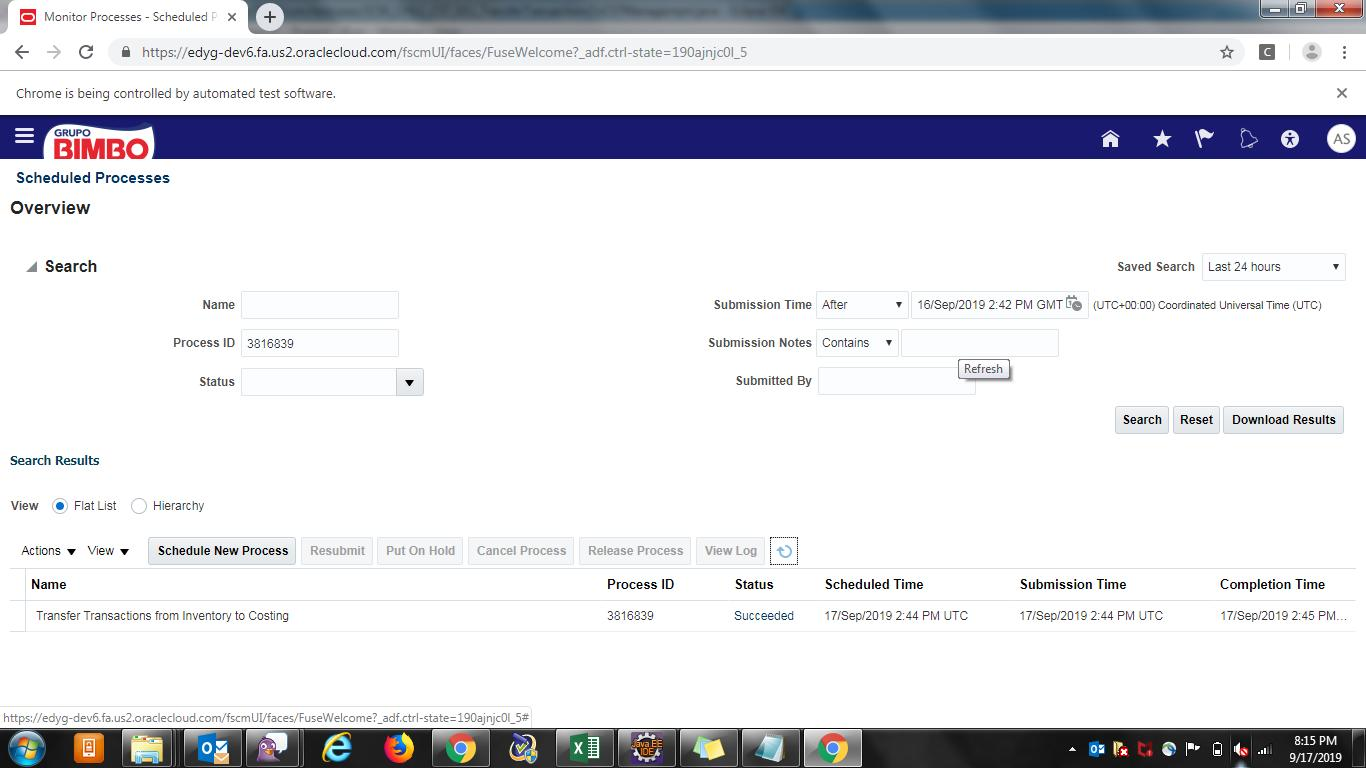 Monitor Processes - Scheduled P
https://edyg-dev6.fa.us2.oraclecloud.com/fscmUI/faces/FuseWelcome?_adf.ctrl-state=190ajnjc0l_5
C
Chrome is being controlled by automated test software.
GRUPO
BIMBO
AS
Scheduled Processes
Overview
Search
Saved Search Last 24 hours
Name
Submission Time After 16/Sep/2019 2:42 PM GMT (UTC+00:00) Coordinated Universal Time (UTC)
Process ID 3816839
Submission Notes Contains
Refresh
Status
Submitted By
Search Reset Download Results
Search Results
View Flat List Hierarchy
Actions View Schedule New Process Resubmit Put On Hold Cancel Process Release Process View Log
Name Process ID Status Scheduled Time Submission Time Completion Time
Transfer Transactions from Inventory to Costing 3816839 Succeeded 17/Sep/2019 2:44 PM UTC 17/Sep/2019 2:44 PM UTC 17/Sep/2019 2:45 PM...
https://edyg-dev6.fa.us2.oraclecloud.com/fscmUI/faces/FuseWelcome?_adf.ctrl-state=190ajnjc0l_5#
Java EE
IDE
8:15 PM
9/17/2019